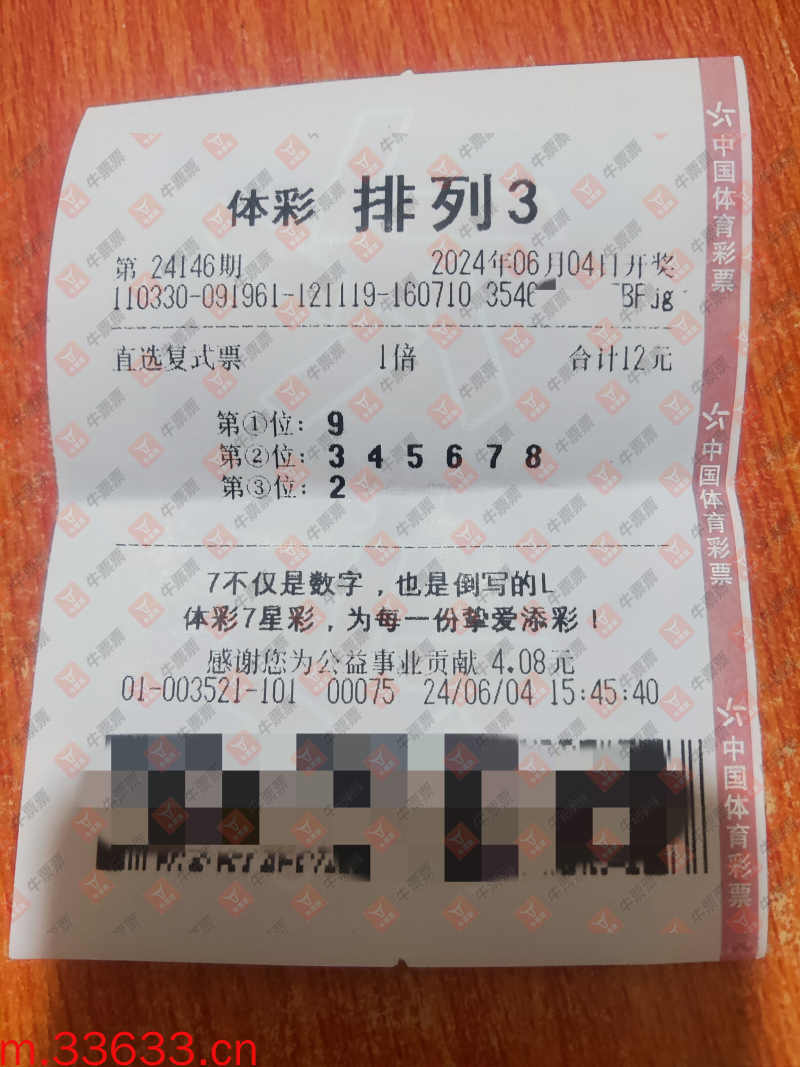 体彩 排列3
第 24146期 2024年06月04日开奖
110330-091961-121119-160710 3546
直选复式票 1倍 合计12元
第①位: 9
第②位: 3 4 5 6 7 8
第③位: 2
7不仅是数字，也是倒写的L
体彩7星彩，为每一份挚爱添彩！
感谢您为公益事业贡献 4.08元
01-003521-101 00075 24/06/04 15:45:40
中国体育彩票
中国体育彩票
中国体育彩票
牛票票
m.33633.cn